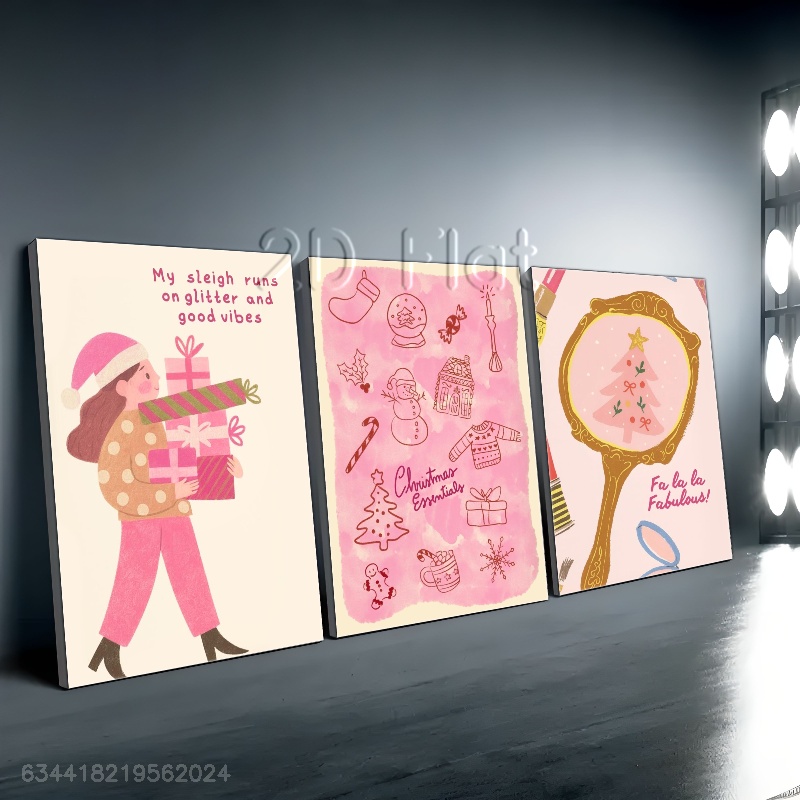 2D Flat
My sleigh runs
on glitter and
good vibes
Christmas
Essentials
Fa la la
Fabulous!
634418219562024